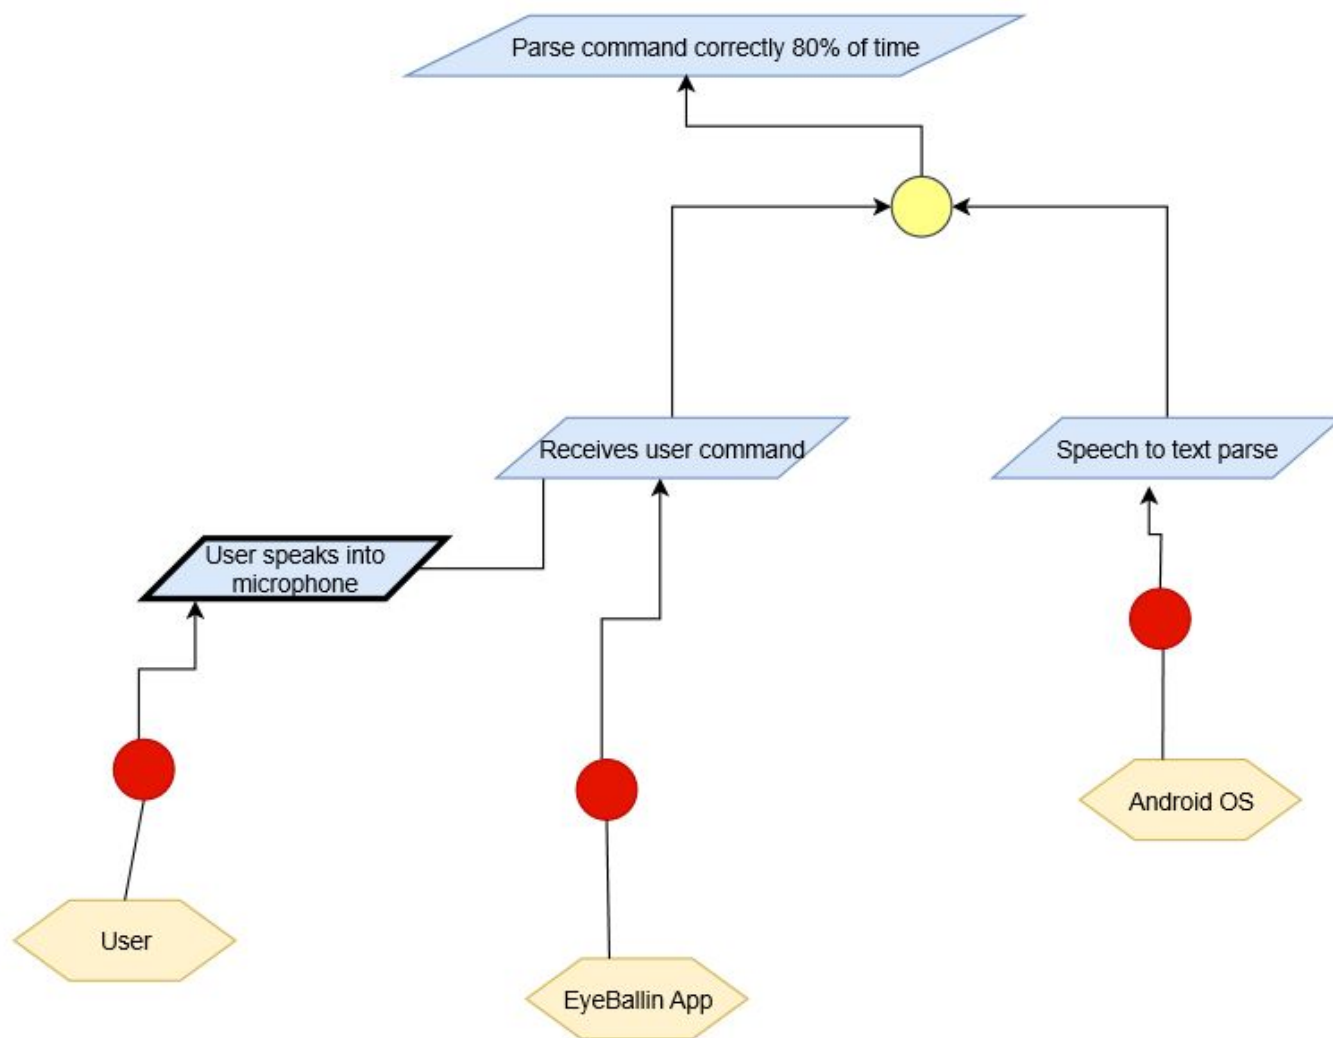 Parse command correctly 80% of time
Receives user command
Speech to text parse
User speaks into
microphone
Android OS
User
EyeBallin App